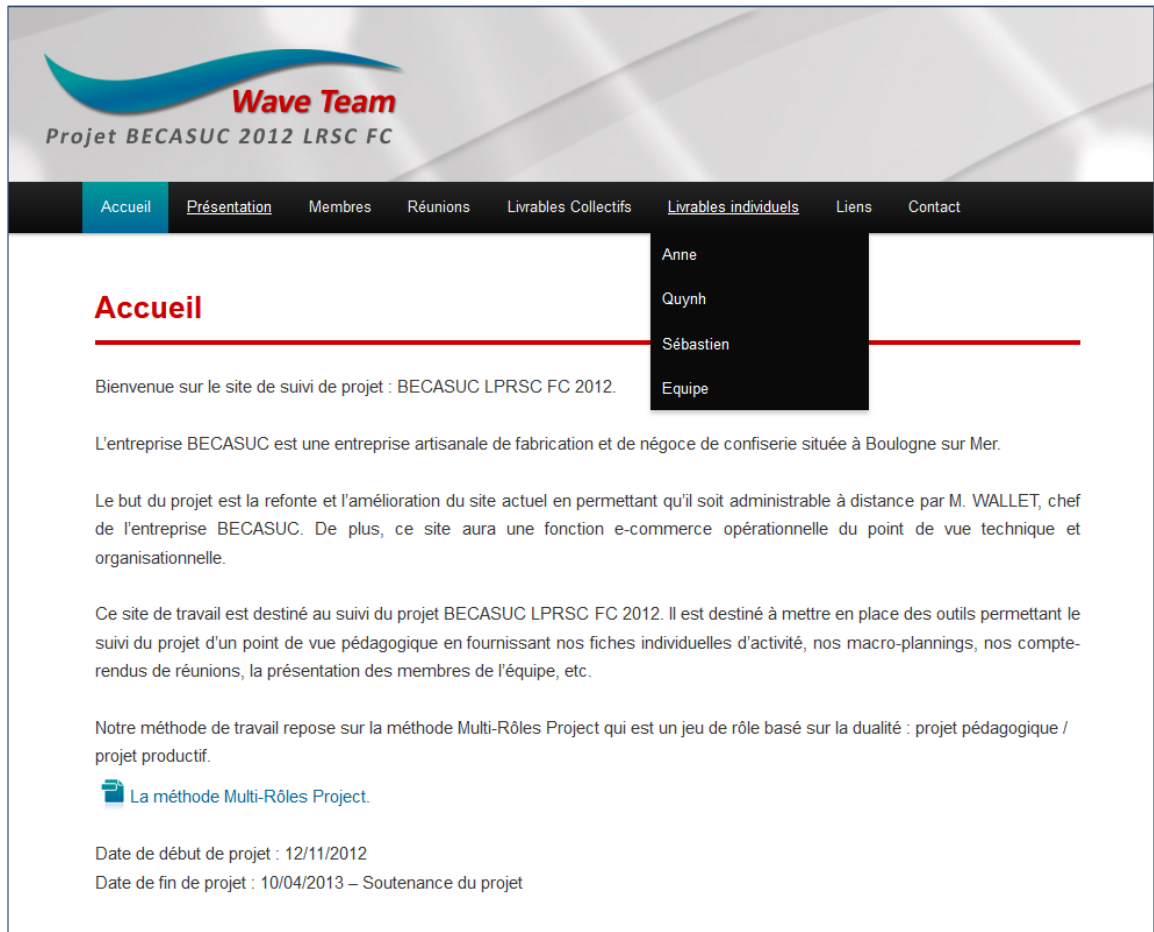 Wave Team
Projet BECASUC 2012 LRSC FC
Accueil Présentation Membres Réunions Livrables Collectifs Livrables individuels Liens Contact
Anne
Quynh
Sébastien
Equipe
Accueil
Bienvenue sur le site de suivi de projet : BECASUC LPRSC FC 2012.
L'entreprise BECASUC est une entreprise artisanale de fabrication et de négoce de confiserie située à Boulogne sur Mer.
Le but du projet est la refonte et l'amélioration du site actuel en permettant qu'il soit administrable à distance par M. WALLET, chef
de l'entreprise BECASUC. De plus, ce site aura une fonction e-commerce opérationnelle du point de vue technique et
organisationnelle.
Ce site de travail est destiné au suivi du projet BECASUC LPRSC FC 2012. Il est destiné à mettre en place des outils permettant le
suivi du projet d'un point de vue pédagogique en fournissant nos fiches individuelles d'activité, nos macro-plannings, nos compte-
rendus de réunions, la présentation des membres de l'équipe, etc.
Notre méthode de travail repose sur la méthode Multi-Rôles Project qui est un jeu de rôle basé sur la dualité : projet pédagogique /
projet productif.
La méthode Multi-Rôles Project.
Date de début de projet : 12/11/2012
Date de fin de projet : 10/04/2013 – Soutenance du projet